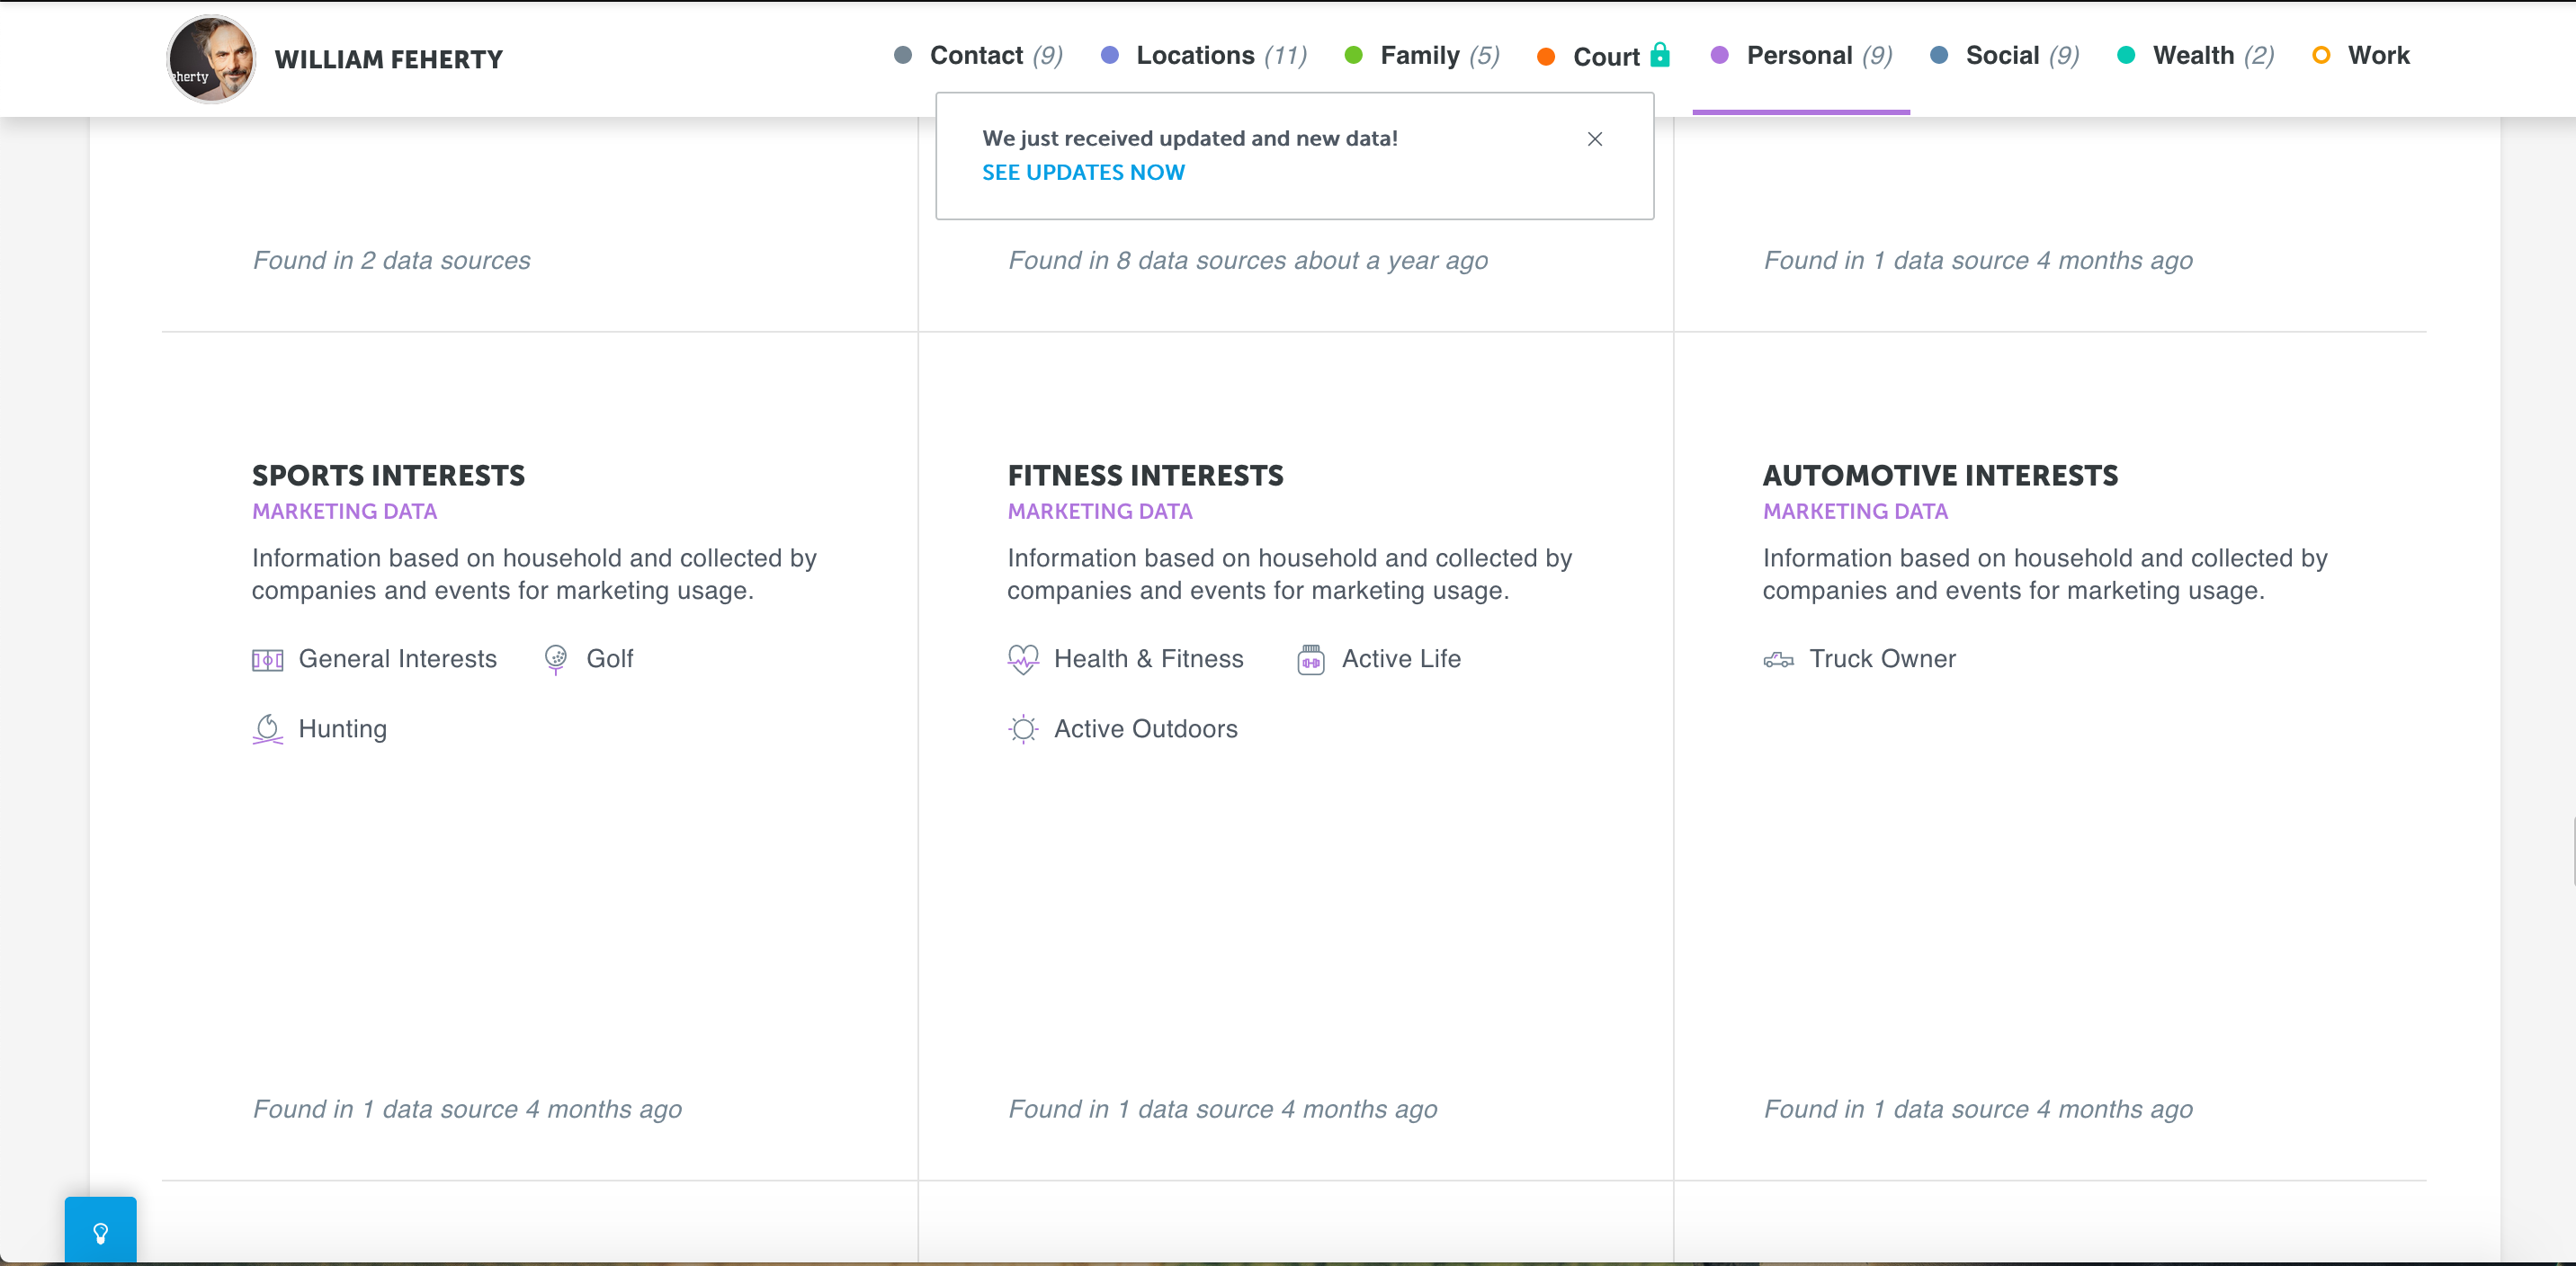 herty
WILLIAM FEHERTY
Contact (9)
Locations (11)
Family (5)
Court
Personal (9)
Social (9)
Wealth (2)
Work
We just received updated and new data!
SEE UPDATES NOW
Found in 2 data sources
Found in 8 data sources about a year ago
Found in 1 data source 4 months ago
SPORTS INTERESTS
MARKETING DATA
Information based on household and collected by
companies and events for marketing usage.
General Interests
Golf
Hunting
Found in 1 data source 4 months ago
FITNESS INTERESTS
MARKETING DATA
Information based on household and collected by
companies and events for marketing usage.
Health & Fitness
Active Life
Active Outdoors
Found in 1 data source 4 months ago
AUTOMOTIVE INTERESTS
MARKETING DATA
Information based on household and collected by
companies and events for marketing usage.
Truck Owner
Found in 1 data source 4 months ago